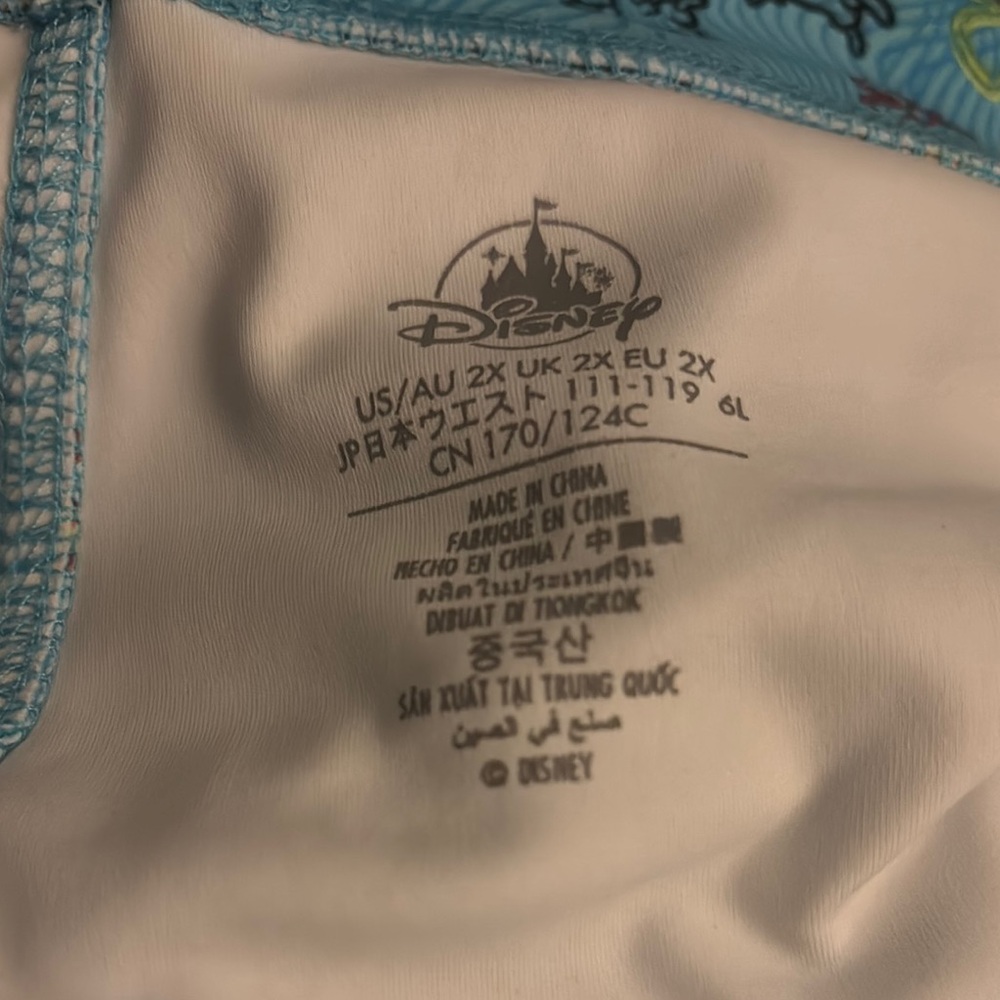 Disney
US/AU 2X UK 2X EU 2X
JP日本ウエスト 111-119 6L
CN 170/124C
MADE IN CHINA
FABRIQUÉ EN CHINE
HECHO EN CHINA / 中國製
ผลิตในประเทศจีน
DIBUAT DI TIONGKOK
중국산
SẢN XUẤT TẠI TRUNG QUỐC
صنع في الصين
© DISNEY